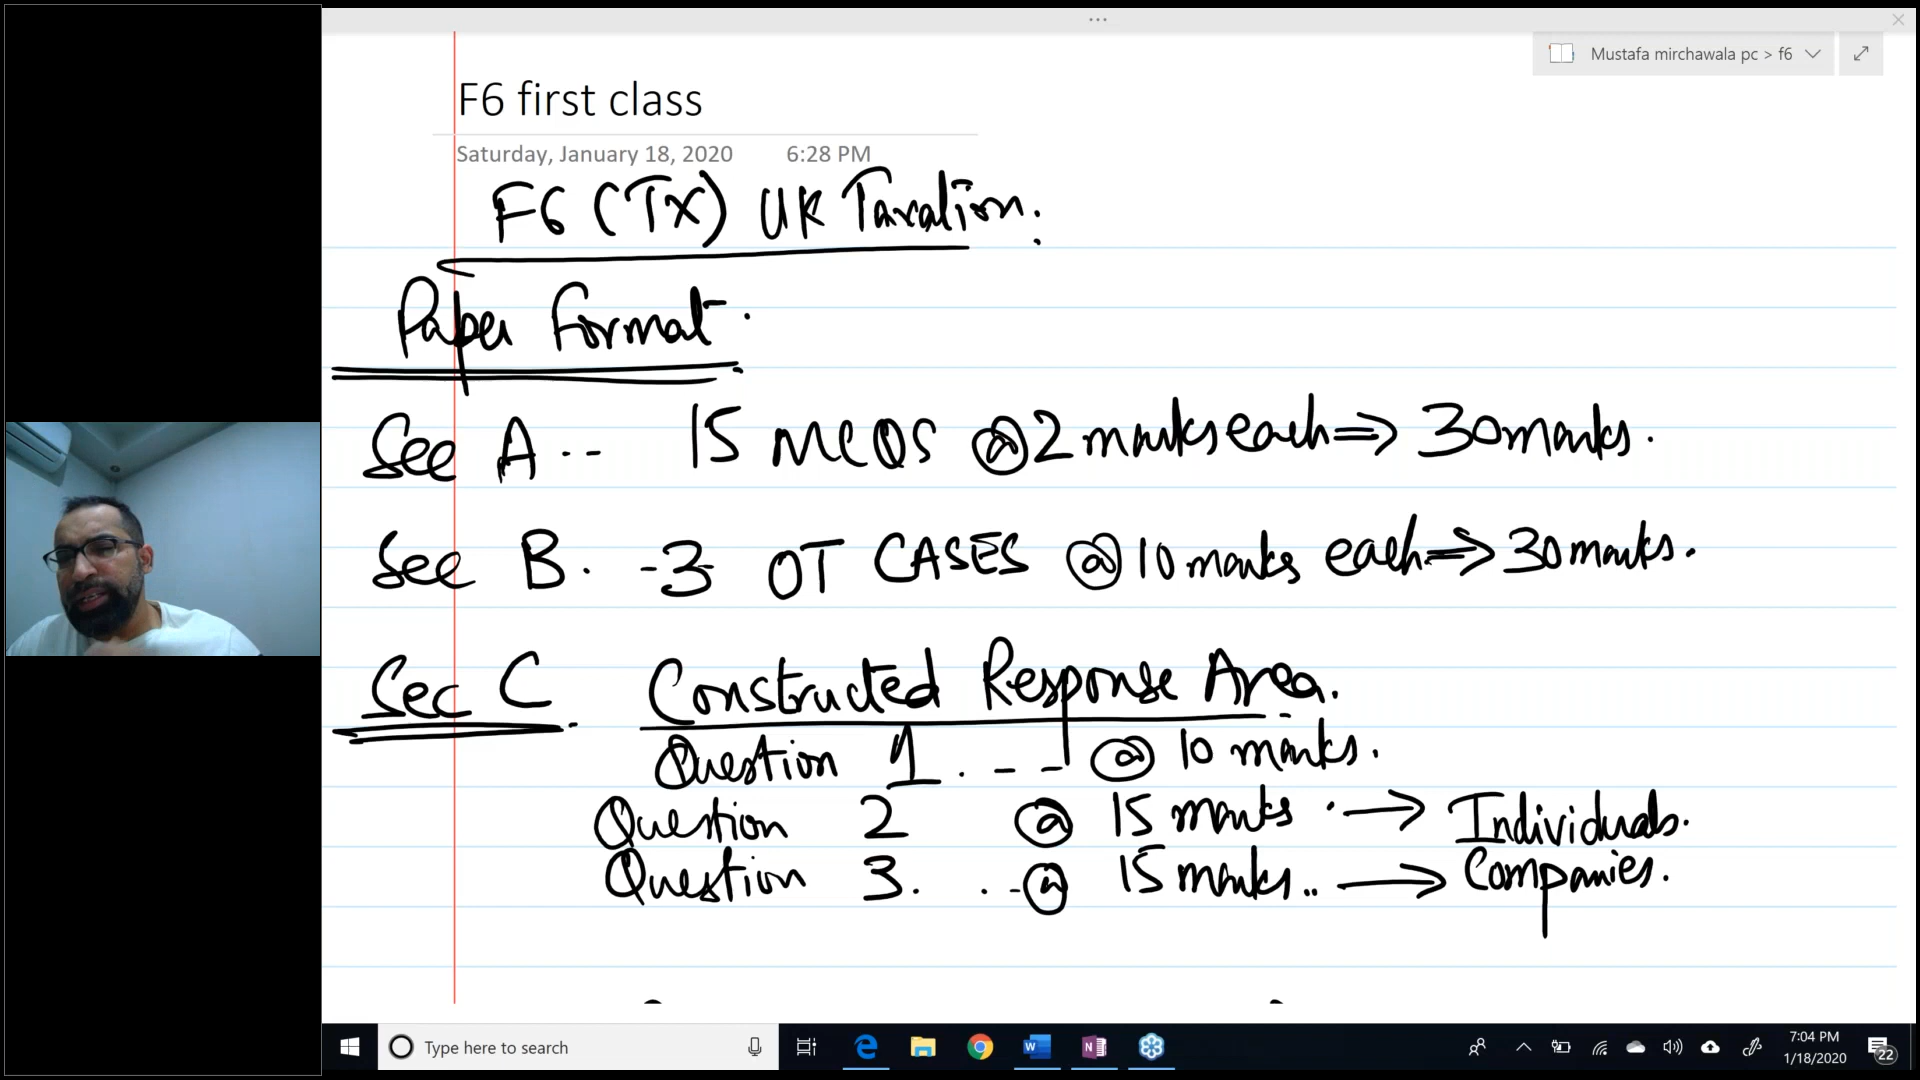 Mustafa mirchawala pc > f6
F6 first class
Saturday, January 18, 2020 6:28 PM
F6 (TX) UK Taxation.
Paper Format.
Sec A .. 15 MCQS @ 2 marks each ⇒ 30 marks.
Sec B. - 3 OT CASES @ 10 marks each ⇒ 30 marks.
Sec C Constructed Response Area.
Question 1. - - @ 10 marks.
Question 2 @ 15 marks . → Individuals.
Question 3. . - @ 15 marks.. → Companies.
Type here to search
7:04 PM
1/18/2020
22